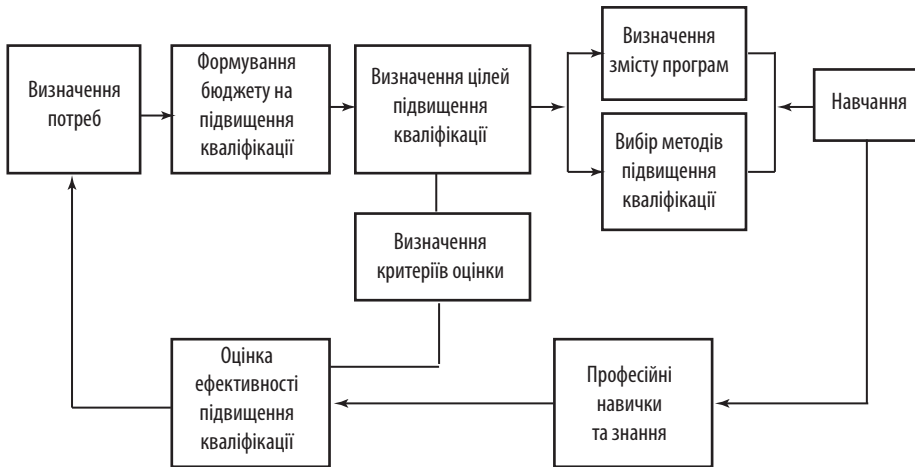 Визначення
потреб
Формування
бюджету на
підвищення
кваліфікації
Визначення цілей
підвищення
кваліфікації
Визначення
змісту програм
Вибір методів
підвищення
кваліфікації
Навчання
Визначення
критеріїв оцінки
Оцінка
ефективності
підвищення
кваліфікації
Професійні
навички
та знання